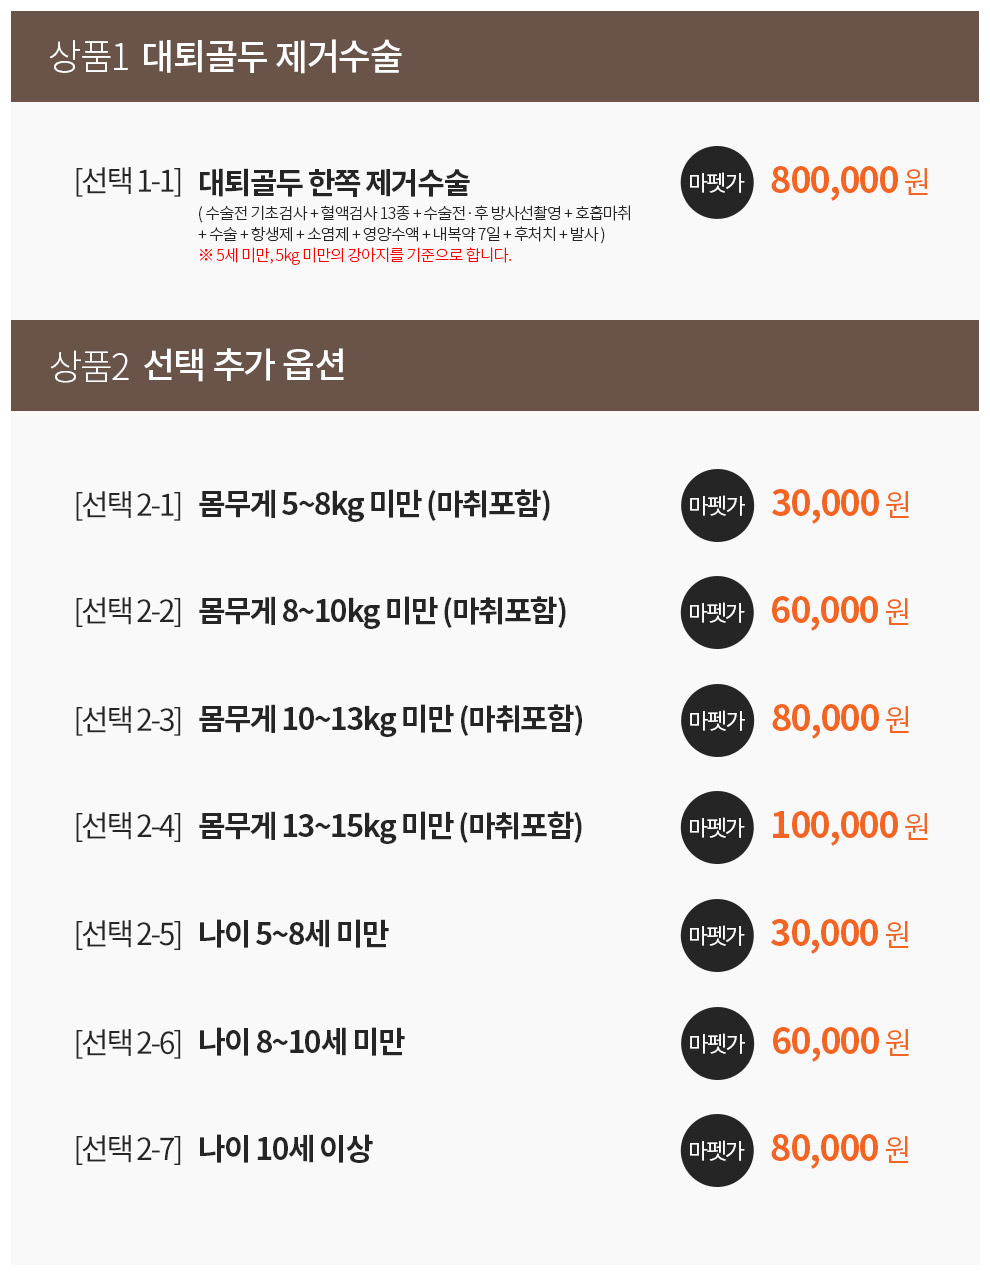 상품1 대퇴골두 제거수술
[선택 1-1] 대퇴골두 한쪽 제거수술 마펫가 800,000 원
( 수술전 기초검사 + 혈액검사 13종 + 수술전 · 후 방사선촬영 + 호흡마취
+ 수술 + 항생제 + 소염제 + 영양수액 + 내복약 7일 + 후처치 + 발사 )
※ 5세 미만, 5kg 미만의 강아지를 기준으로 합니다.
상품2 선택 추가 옵션
[선택 2-1] 몸무게 5~8kg 미만 (마취포함) 마펫가 30,000 원
[선택 2-2] 몸무게 8~10kg 미만 (마취포함) 마펫가 60,000 원
[선택 2-3] 몸무게 10~13kg 미만 (마취포함) 마펫가 80,000 원
[선택 2-4] 몸무게 13~15kg 미만 (마취포함) 마펫가 100,000 원
[선택 2-5] 나이 5~8세 미만 마펫가 30,000 원
[선택 2-6] 나이 8~10세 미만 마펫가 60,000 원
[선택 2-7] 나이 10세 이상 마펫가 80,000 원